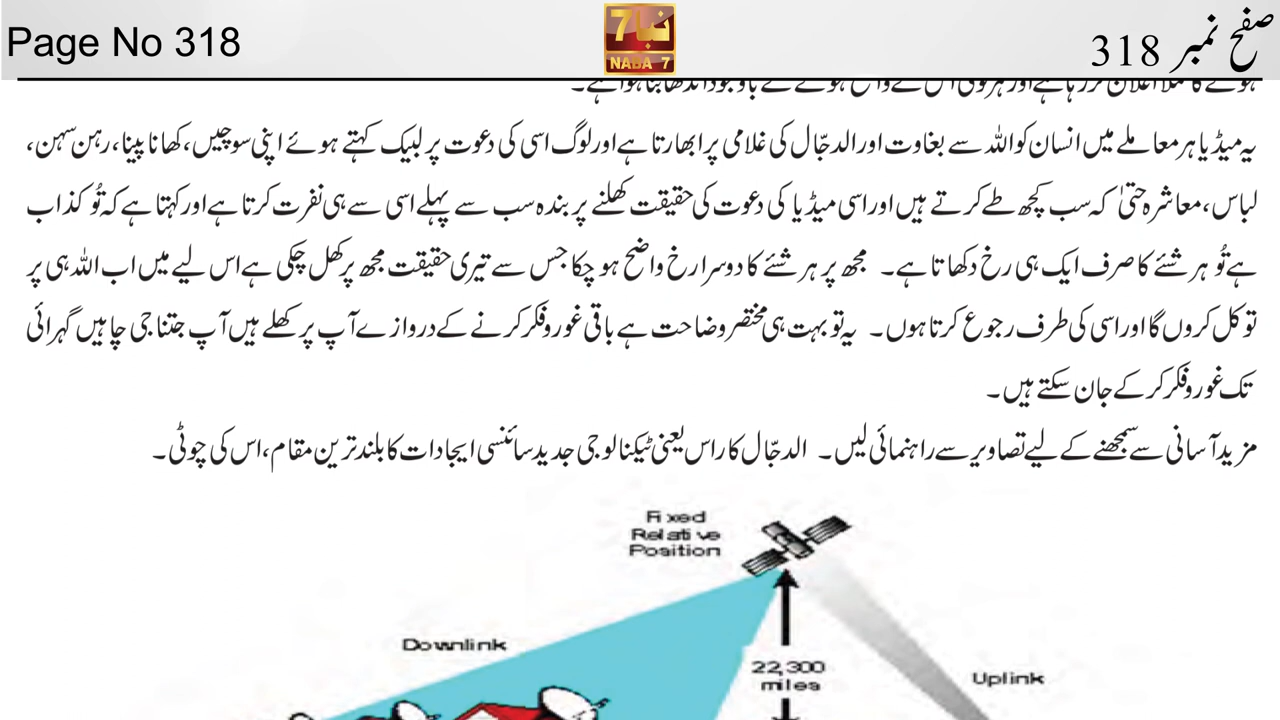 Page No 318
نبا 7
NABA 7
صفحہ نمبر 318
یہ میڈیا ہر معاملے میں انسان کو اللہ سے بغاوت اور الدجّال کی غلامی پر ابھارتا ہے اور لوگ اسی کی دعوت پر لبیک کہتے ہوئے اپنی سوچیں، کھانا پینا، رہن سہن،
لباس، معاشرہ حتیٰ کہ سب کچھ طے کرتے ہیں اور اسی میڈیا کی دعوت کی حقیقت کھلنے پر بندہ سب سے پہلے اسی سے ہی نفرت کرتا ہے اور کہتا ہے کہ تُو کذاب
ہے تُو ہر شئے کا صرف ایک ہی رخ دکھاتا ہے۔ مجھ پر ہر شئے کا دوسرا رخ واضح ہو چکا جس سے تیری حقیقت مجھ پر کھل چکی ہے اس لیے میں اب اللہ ہی پر
توکل کروں گا اور اسی کی طرف رجوع کرتا ہوں۔ یہ تو بہت ہی مختصر وضاحت ہے باقی غور و فکر کرنے کے دروازے آپ پر کھلے ہیں آپ جتنا جی چاہیں گہرائی
تک غور و فکر کر کے جان سکتے ہیں۔
مزید آسانی سے سمجھنے کے لیے تصاویر سے راہنمائی لیں۔ الدجّال کا راس یعنی ٹیکنالوجی جدید سائنسی ایجادات کا بلند ترین مقام، اس کی چوٹی۔
Fixed
Relative
Position
Downlink
22,300
miles
Uplink